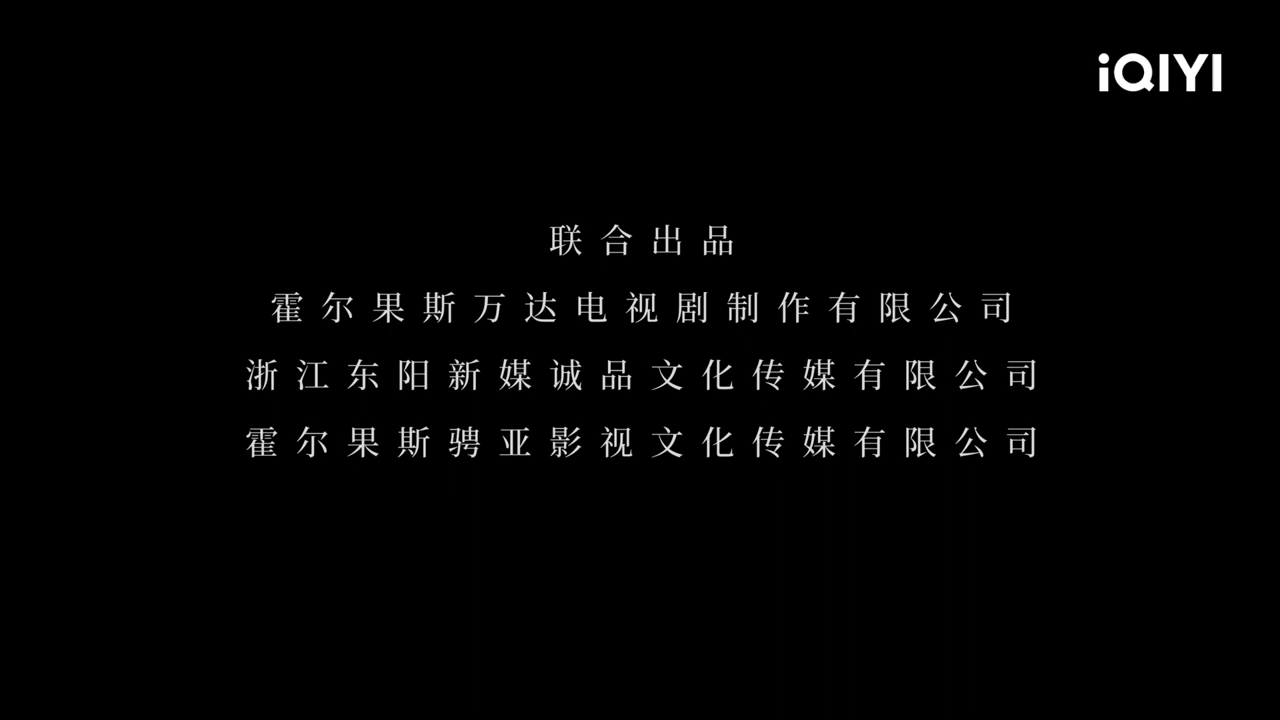 iQIYI
联合出品
霍尔果斯万达电视剧制作有限公司
浙江东阳新媒诚品文化传媒有限公司
霍尔果斯骋亚影视文化传媒有限公司